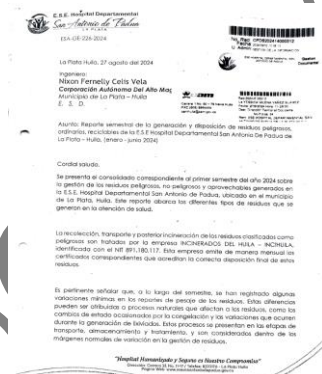 E.S.E. Hospital Departamental
San Antonio de Padua
LA PLATA
ESA-GE-226-2024
La Plata Huila, 27 agosto de 2024
Ingeniero:
Nixon Fernelly Celis Vela
Corporación Autónoma Del Alto Mag
Municipio de La Plata – Huila
E. S. D.
Asunto: Reporte semestral de la generación y disposición de residuos peligrosos,
ordinarios, reciclables de la E.S.E Hospital Departamental San Antonio De Padua de
La Plata – Huila. (enero - junio 2024)
Cordial saludo.
Se presenta el consolidado correspondiente al primer semestre del año 2024 sobre
la gestión de los residuos peligrosos, no peligrosos y aprovechables generados en
la E.S.E. Hospital Departamental San Antonio de Padua, ubicado en el municipio
de La Plata, Huila. Este reporte abarca los diferentes tipos de residuos que se
generan en la atención de salud.
La recolección, transporte y posterior incineración de los residuos clasificados como
peligrosos son tratados por la empresa INCINERADOS DEL HUILA – INCIHUILA,
identificada con el NIT 891.180.117. Esta empresa emite de manera mensual los
certificados correspondientes que acreditan la correcta disposición final de estos
residuos.
Es pertinente señalar que, a lo largo del semestre, se han registrado algunas
variaciones mínimas en los reportes de pesaje de los residuos. Estas diferencias
pueden ser atribuidas a procesos naturales que afectan a los residuos, como los
cambios de estado ocasionados por la congelación y las variaciones que ocurren
durante la generación de lixiviados. Estos procesos se presentan en las etapas de
transporte, almacenamiento y tratamiento, y son considerados dentro de los
márgenes normales de variación en la gestión de residuos.
"Hospital Humanizado y Seguro es Nuestro Compromiso"